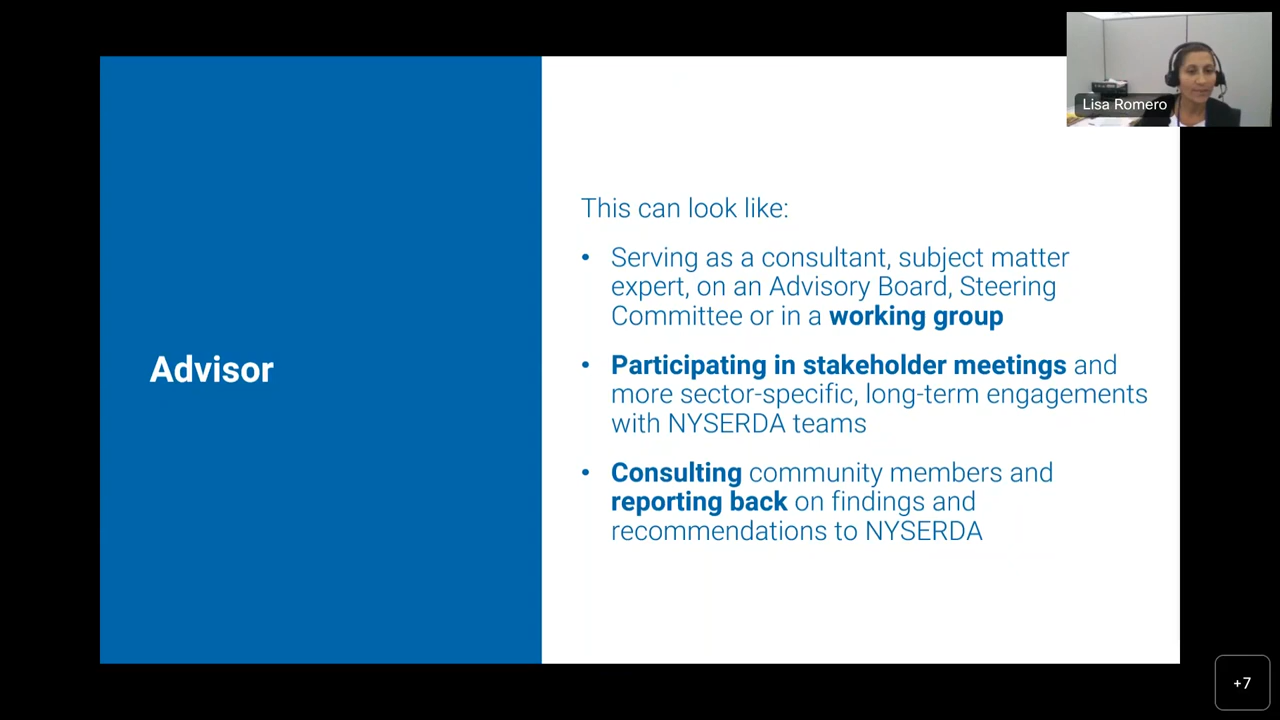 Lisa Romero
Advisor
This can look like:
• Serving as a consultant, subject matter
expert, on an Advisory Board, Steering
Committee or in a working group
• Participating in stakeholder meetings and
more sector-specific, long-term engagements
with NYSERDA teams
• Consulting community members and
reporting back on findings and
recommendations to NYSERDA
+7